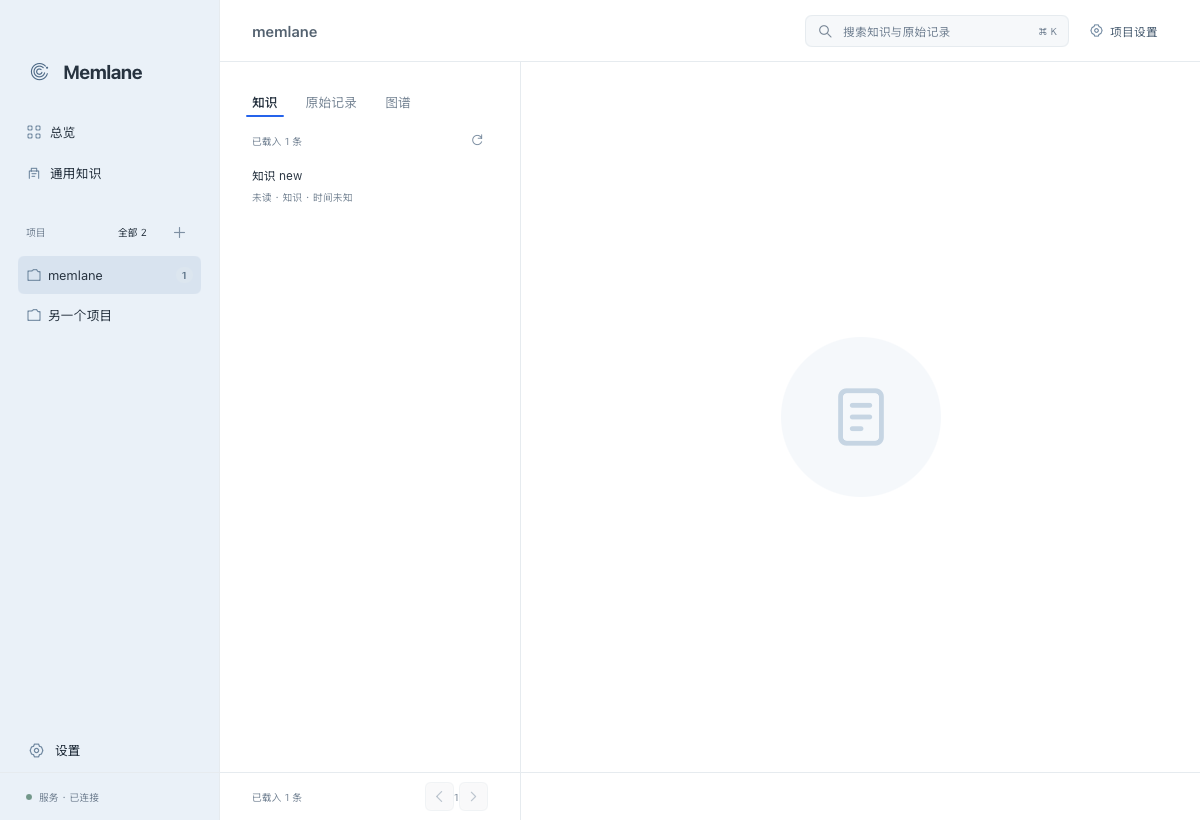 Memlane
总览
通用知识
项目 全部 2
memlane 1
另一个项目
设置
服务 · 已连接
memlane
搜索知识与原始记录 ⌘ K
项目设置
知识 原始记录 图谱
已载入 1 条
知识 new
未读 · 知识 · 时间未知
已载入 1 条
1